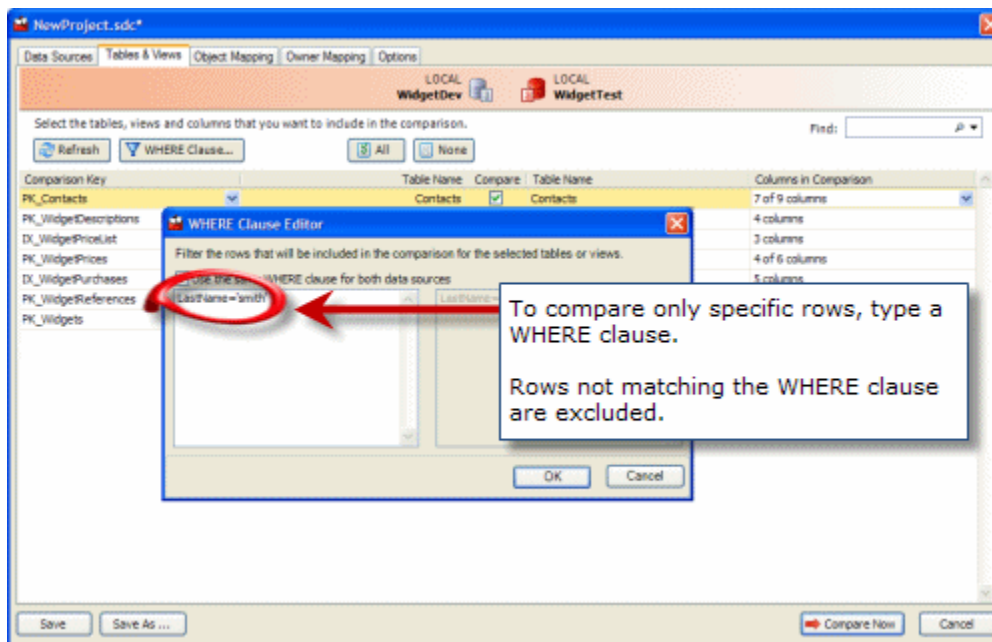 NewProject.sdc*
Data Sources Tables & Views Object Mapping Owner Mapping Options
LOCAL LOCAL
WidgetDev WidgetTest
Select the tables, views and columns that you want to include in the comparison.
Find:
Refresh WHERE Clause... All None
Comparison Key Table Name Compare Table Name Columns in Comparison
PK_Contacts Contacts Contacts 7 of 9 columns
PK_WidgetDescriptions 4 columns
IX_WidgetPriceList 3 columns
PK_WidgetPrices 4 of 6 columns
IX_WidgetPurchases 5 columns
PK_WidgetReferences
PK_Widgets
WHERE Clause Editor
Filter the rows that will be included in the comparison for the selected tables or views.
Use the same WHERE clause for both data sources
LastName='smith' LastName=
To compare only specific rows, type a
WHERE clause.
Rows not matching the WHERE clause
are excluded.
OK Cancel
Save Save As ... Compare Now Cancel